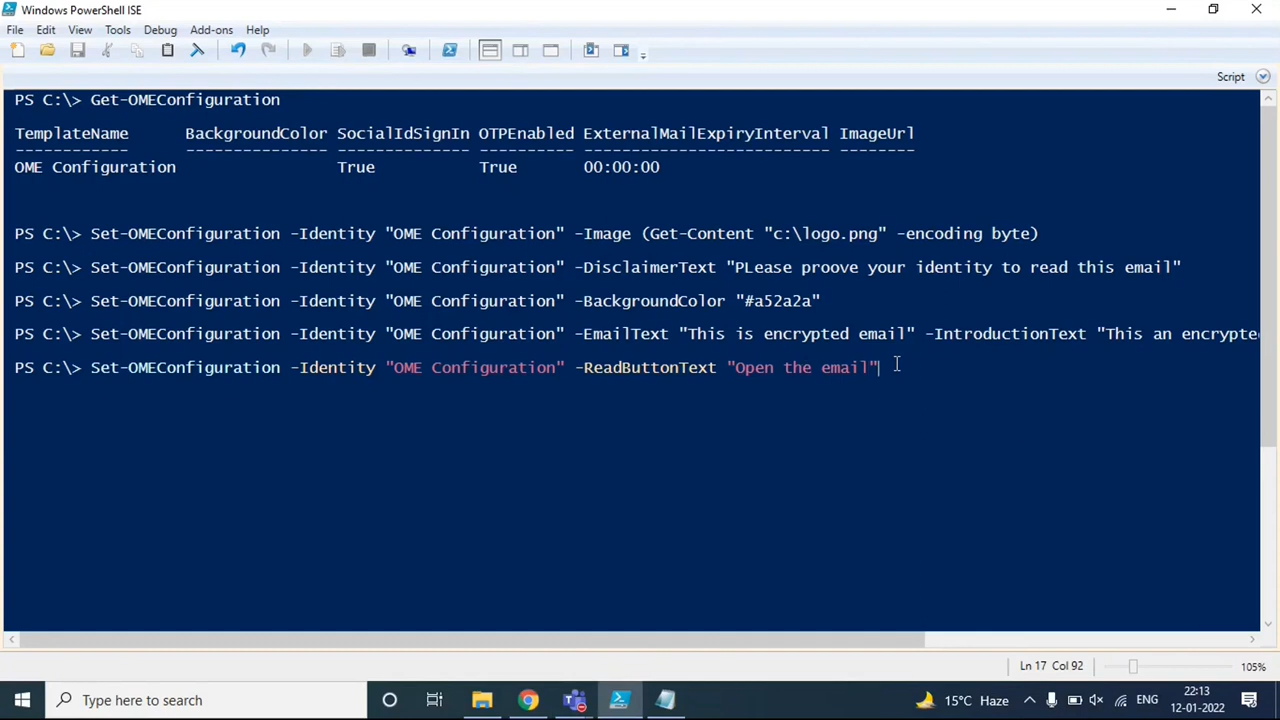 Windows PowerShell ISE
File Edit View Tools Debug Add-ons Help
Script
PS C:\> Get-OMEConfiguration
TemplateName BackgroundColor SocialIdSignIn OTPEnabled ExternalMailExpiryInterval ImageUrl
------------ --------------- -------------- ---------- -------------------------- --------
OME Configuration True True 00:00:00
PS C:\> Set-OMEConfiguration -Identity "OME Configuration" -Image (Get-Content "c:\logo.png" -encoding byte)
PS C:\> Set-OMEConfiguration -Identity "OME Configuration" -DisclaimerText "PLease proove your identity to read this email"
PS C:\> Set-OMEConfiguration -Identity "OME Configuration" -BackgroundColor "#a52a2a"
PS C:\> Set-OMEConfiguration -Identity "OME Configuration" -EmailText "This is encrypted email" -IntroductionText "This an encrypted
PS C:\> Set-OMEConfiguration -Identity "OME Configuration" -ReadButtonText "Open the email"
Ln 17 Col 92 105%
Type here to search
15°C Haze
ENG
22:13
12-01-2022